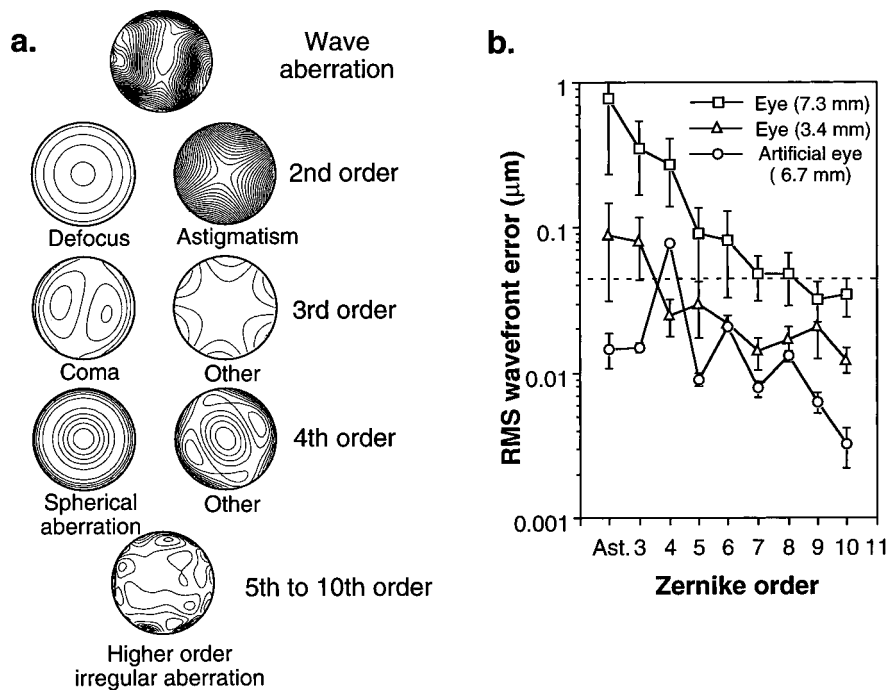 a.
Wave
aberration
2nd order
Defocus
Astigmatism
3rd order
Coma
Other
4th order
Spherical
aberration
Other
5th to 10th order
Higher order
irregular aberration
b.
RMS wavefront error (μm)
1
0.1
0.01
0.001
Eye (7.3 mm)
Eye (3.4 mm)
Artificial eye
( 6.7 mm)
Ast. 3 4 5 6 7 8 9 10 11
Zernike order